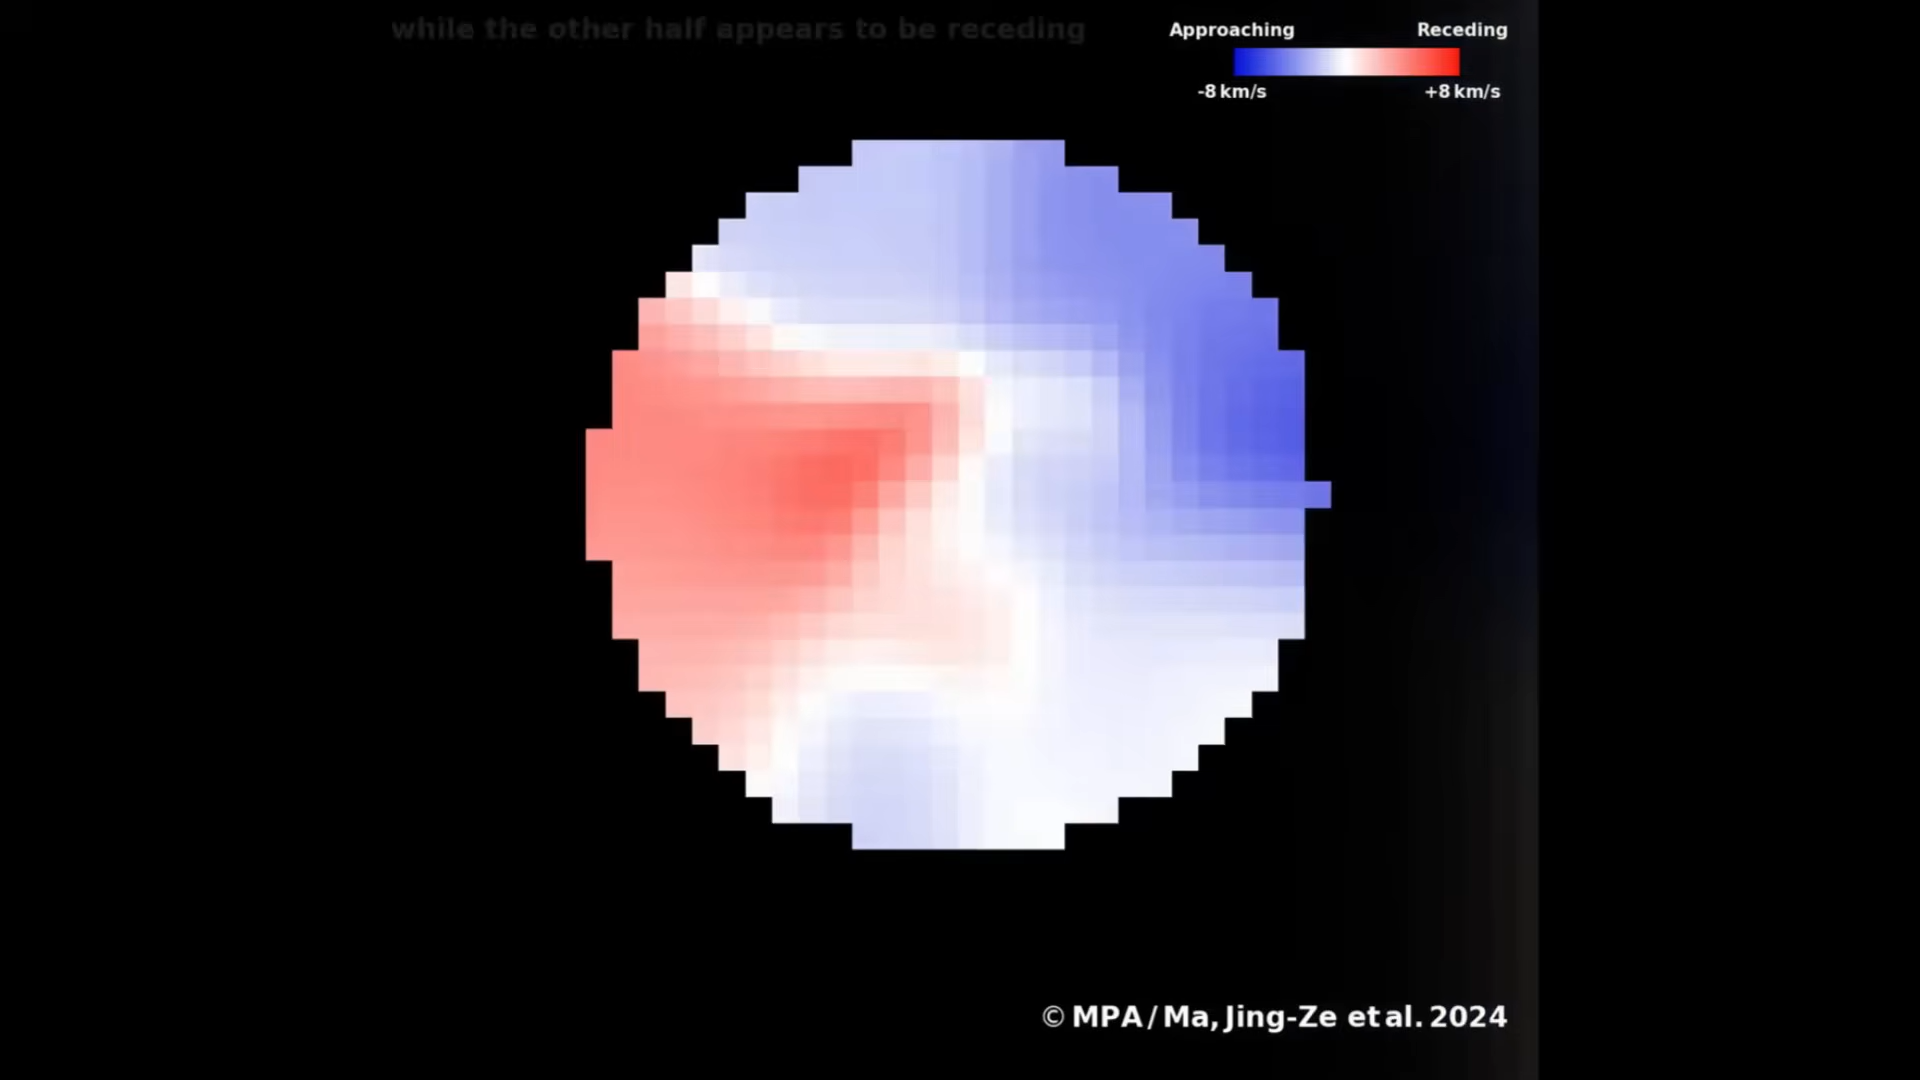 while the other half appears to be receding
Approaching Receding
-8 km/s +8 km/s
© MPA/Ma, Jing-Ze et al. 2024